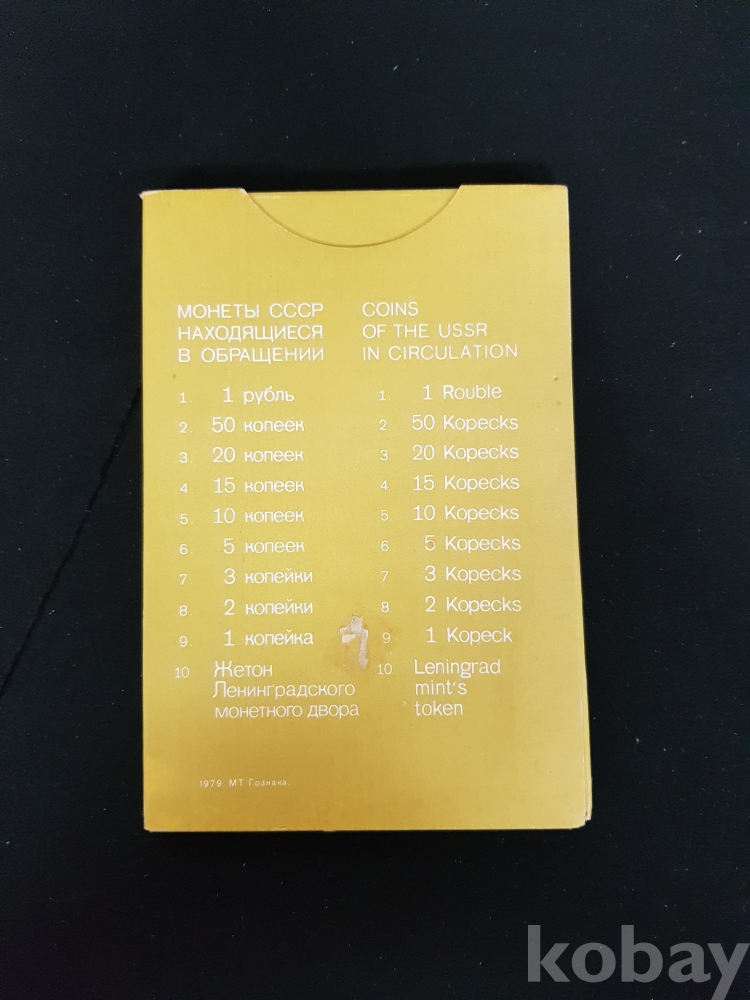 МОНЕТЫ СССР
НАХОДЯЩИЕСЯ
В ОБРАЩЕНИИ
1. 1 рубль
2. 50 копеек
3. 20 копеек
4. 15 копеек
5. 10 копеек
6. 5 копеек
7. 3 копейки
8. 2 копейки
9. 1 копейка
10. Жетон
Ленинградского
монетного двора
COINS
OF THE USSR
IN CIRCULATION
1. 1 Rouble
2. 50 Kopecks
3. 20 Kopecks
4. 15 Kopecks
5. 10 Kopecks
6. 5 Kopecks
7. 3 Kopecks
8. 2 Kopecks
9. 1 Kopeck
10. Leningrad
mint's
token
1979. МТ Гознака.
kobay